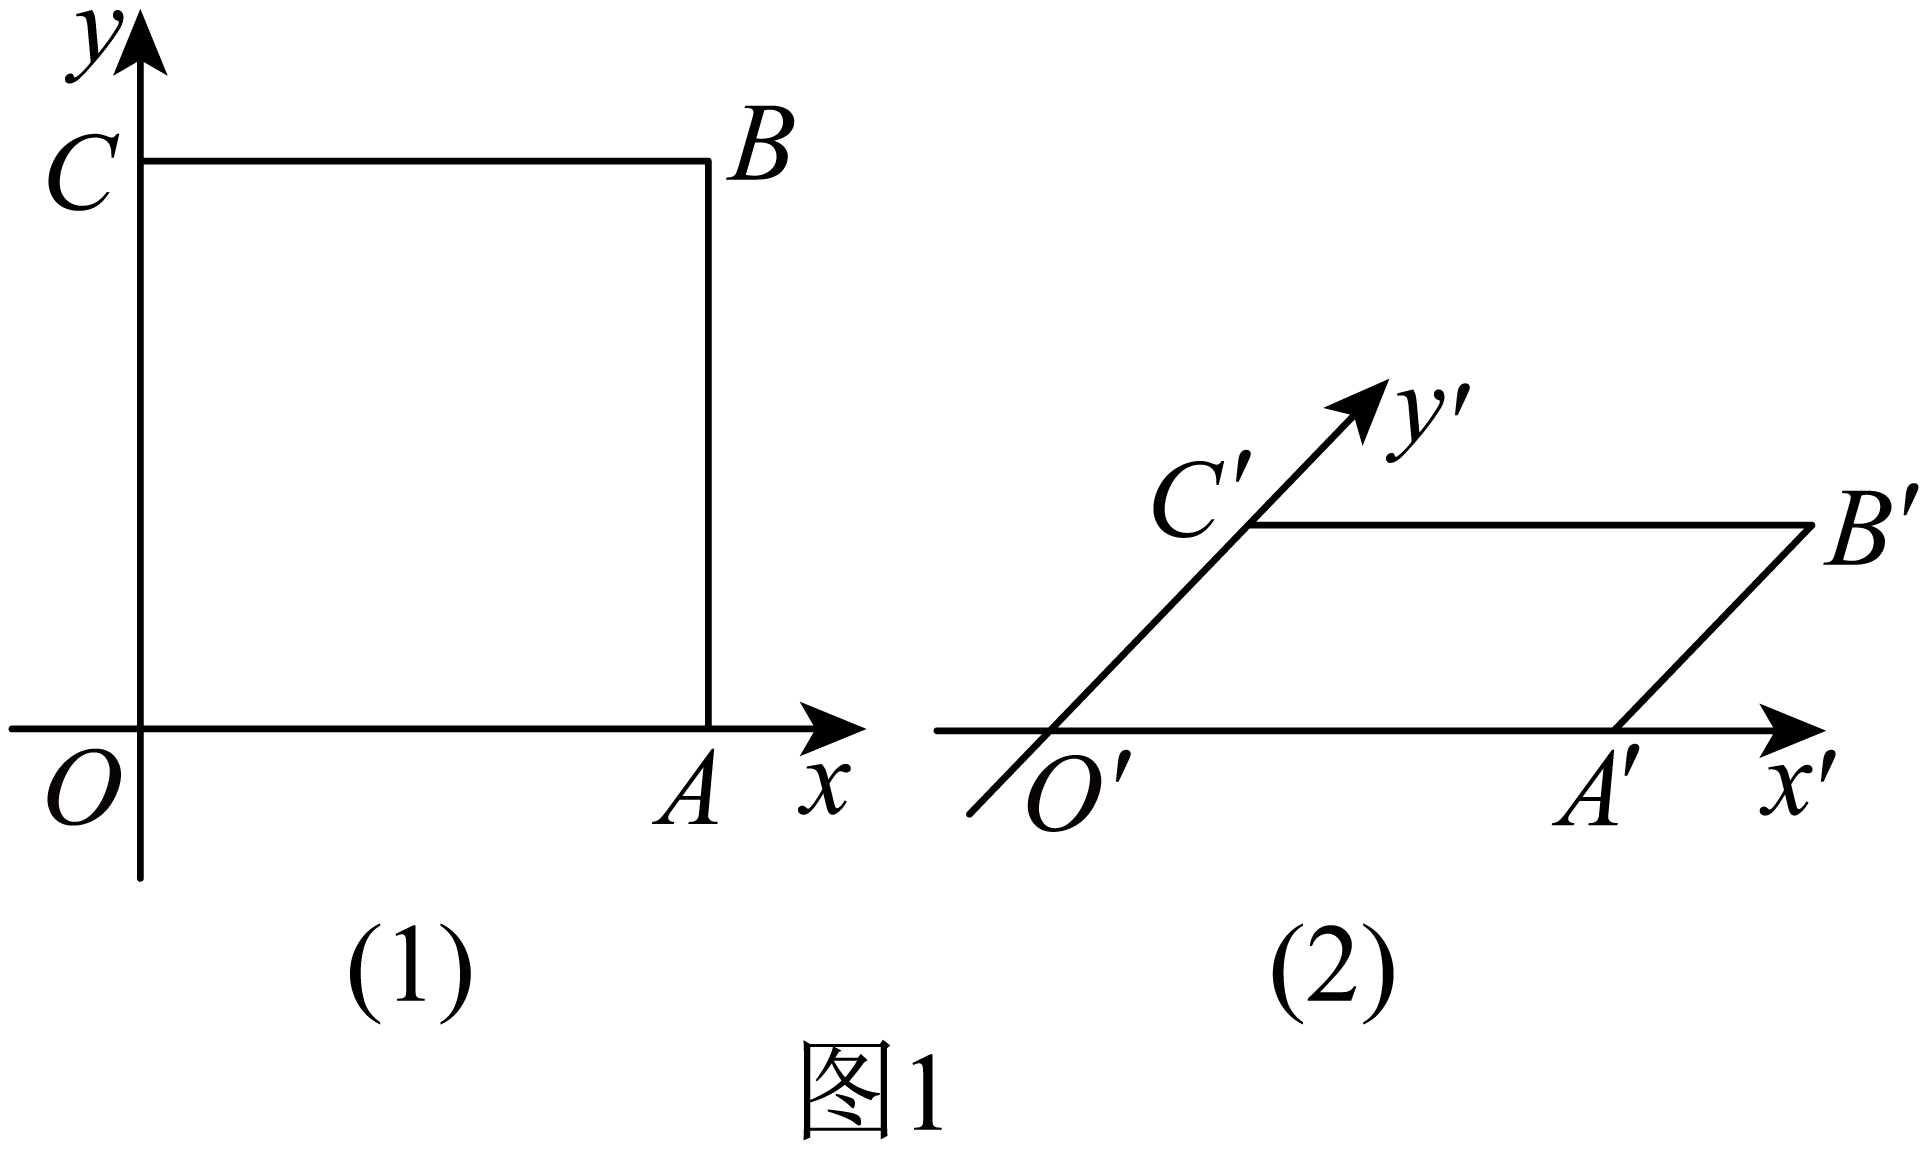 y
C B
O A x
y′
C′ B′
O′ A′ x′
(1) (2)
图1